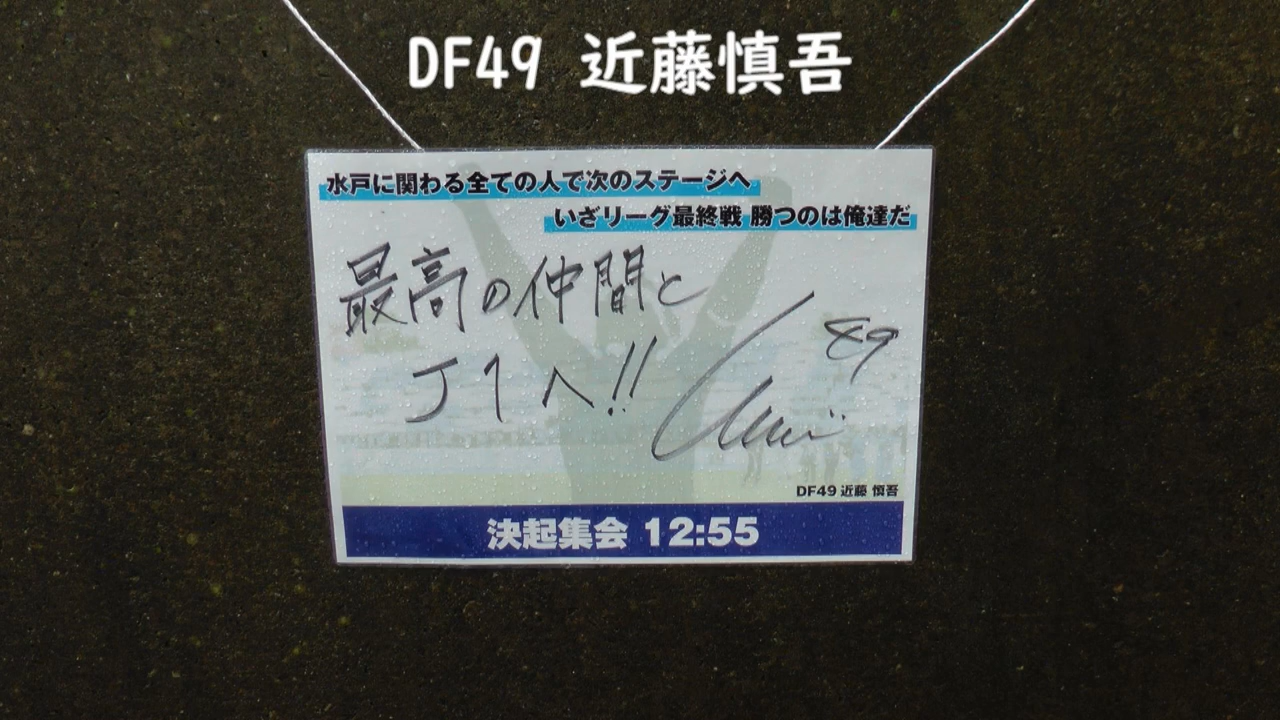 DF49 近藤慎吾
水戸に関わる全ての人で次のステージへ
いざリーグ最終戦 勝つのは俺達だ
最高の仲間と
J1へ!!
49
DF49 近藤 慎吾
決起集会 12:55